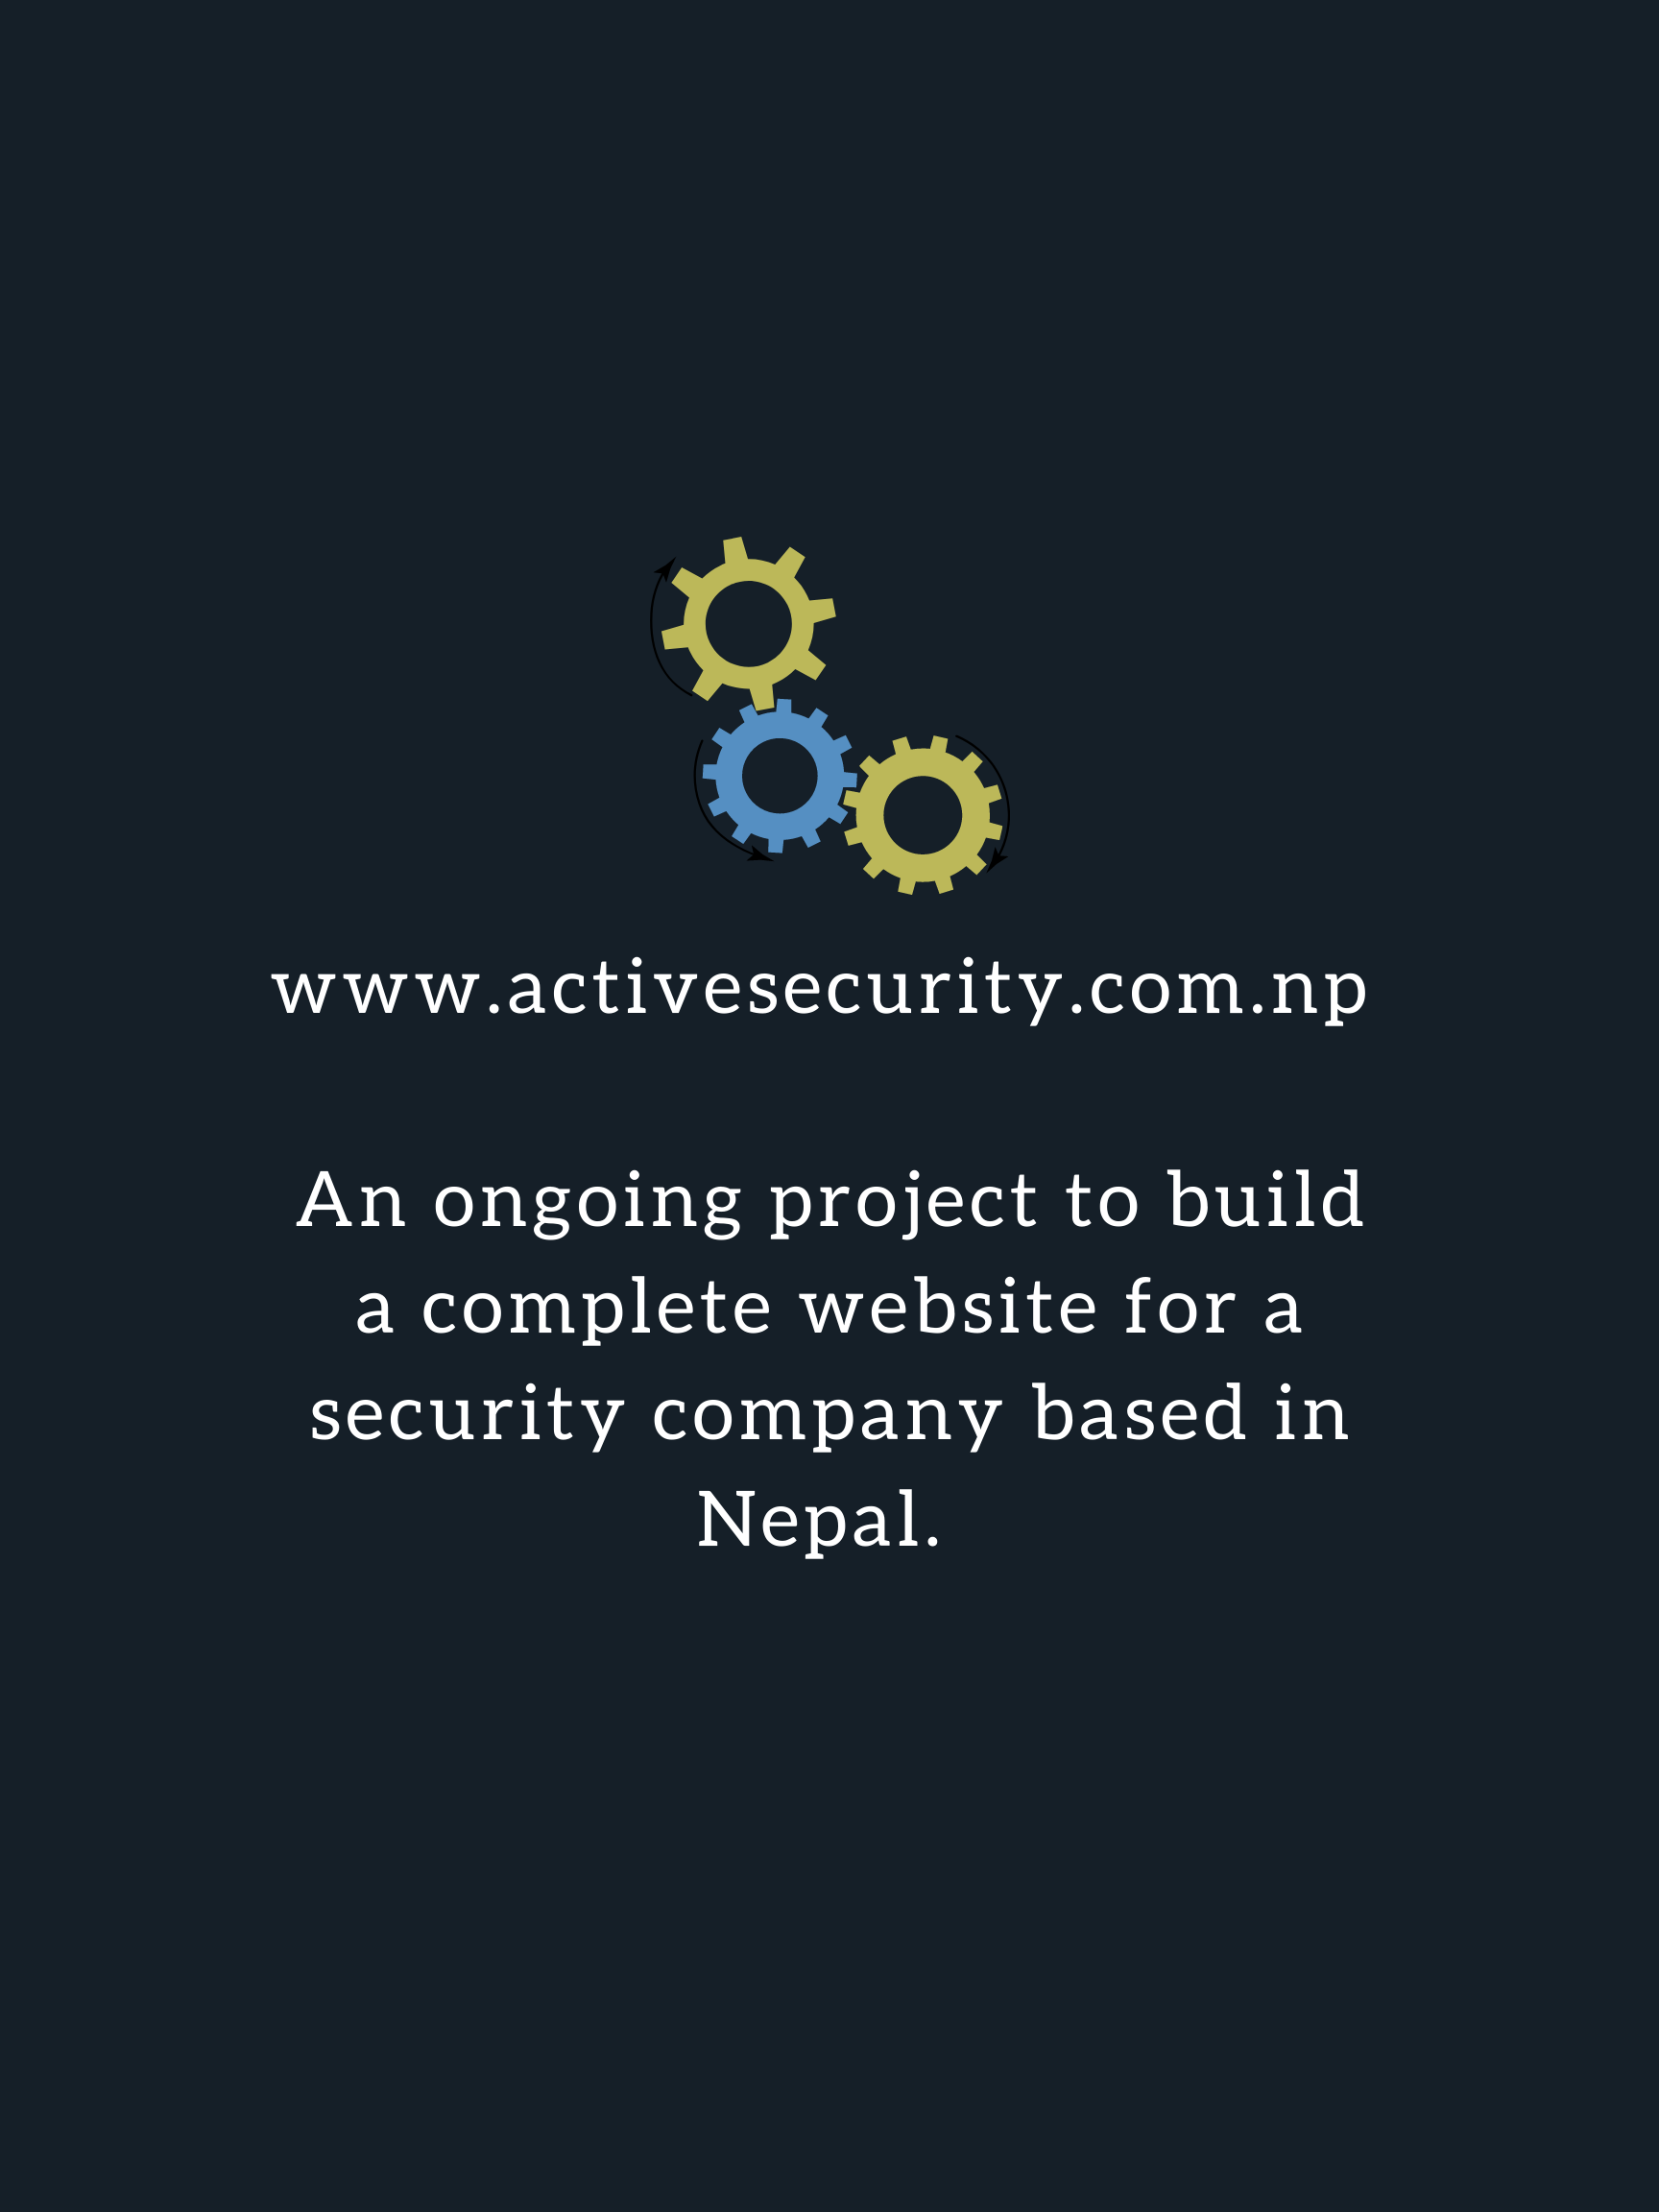 www.activesecurity.com.np
An ongoing project to build
a complete website for a
security company based in
Nepal.